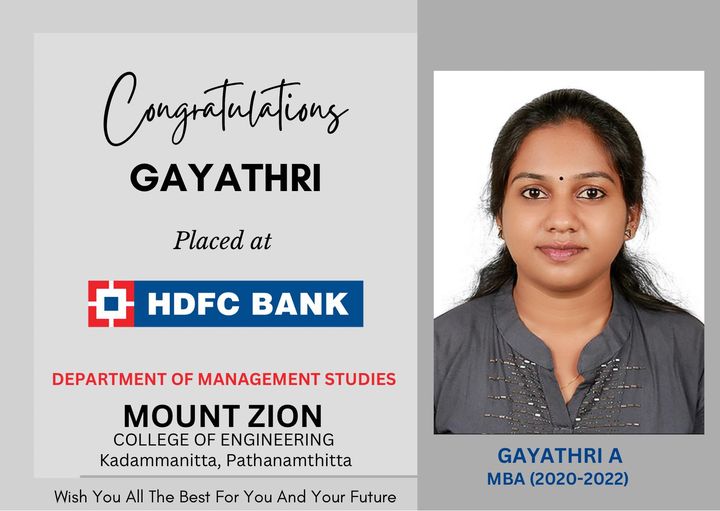 Congratulations
GAYATHRI
Placed at
HDFC BANK
DEPARTMENT OF MANAGEMENT STUDIES
MOUNT ZION
COLLEGE OF ENGINEERING
Kadammanitta, Pathanamthitta
Wish You All The Best For You And Your Future
GAYATHRI A
MBA (2020-2022)